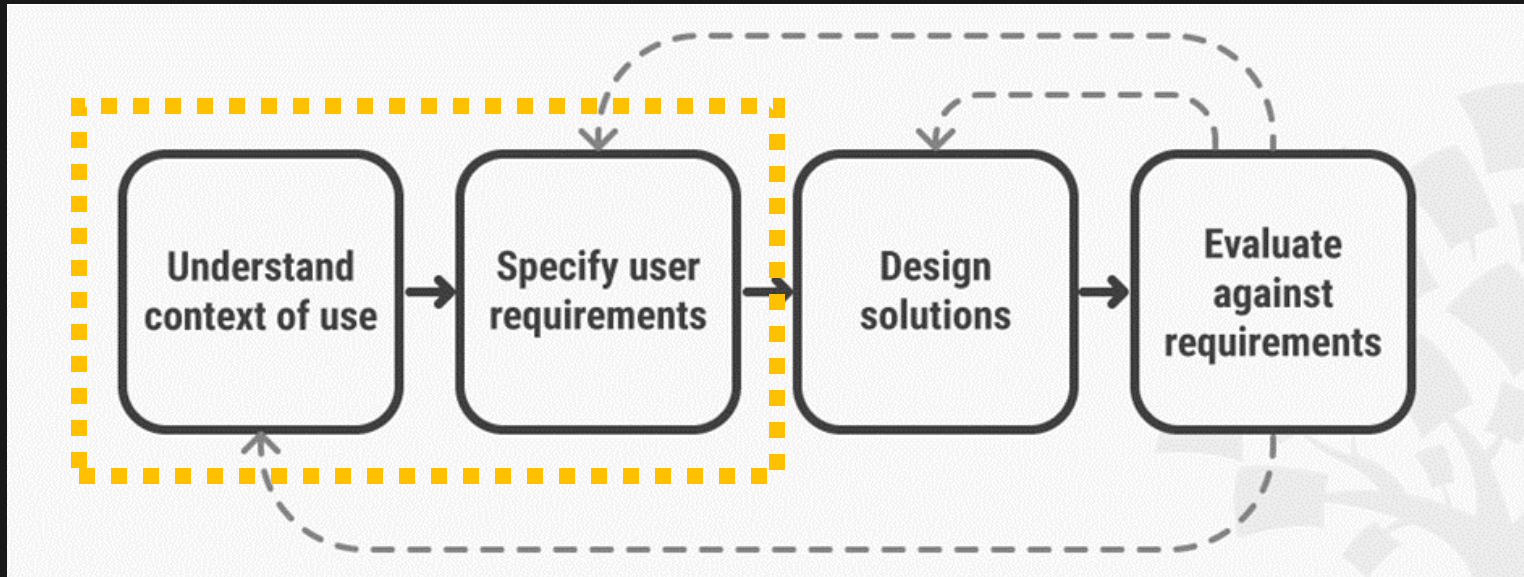 Understand
context of use
Specify user
requirements
Design
solutions
Evaluate
against
requirements